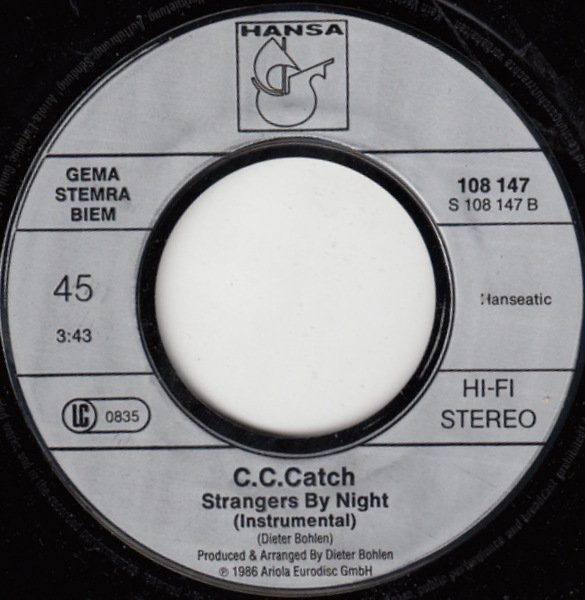 HANSA
GEMA
STEMRA
BIEM
108 147
S 108 147 B
45
3:43
Hanseatic
LC 0835
HI-FI
STEREO
C.C.Catch
Strangers By Night
(Instrumental)
(Dieter Bohlen)
Produced & Arranged By Dieter Bohlen
℗ 1986 Ariola Eurodisc GmbH